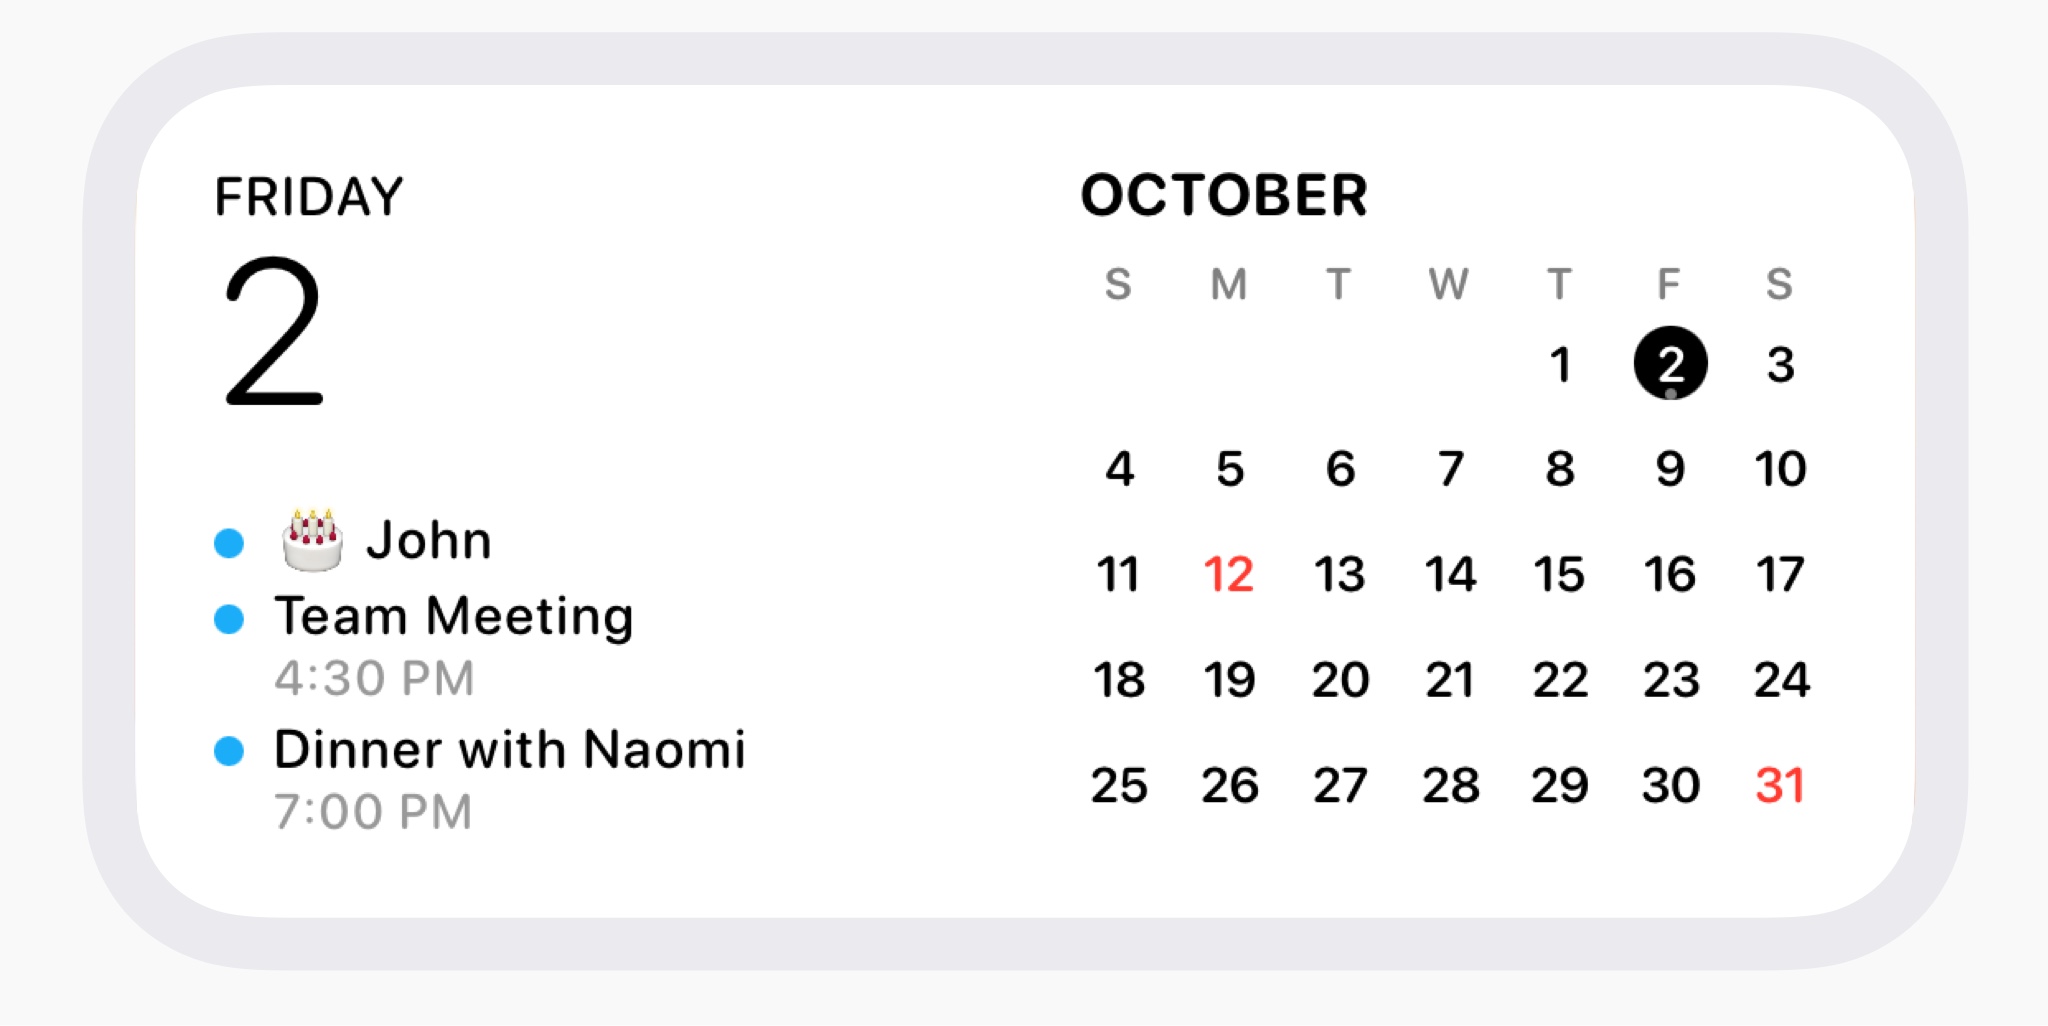 FRIDAY
2
🎂 John
Team Meeting
4:30 PM
Dinner with Naomi
7:00 PM
OCTOBER
S M T W T F S
1 2 3
4 5 6 7 8 9 10
11 12 13 14 15 16 17
18 19 20 21 22 23 24
25 26 27 28 29 30 31